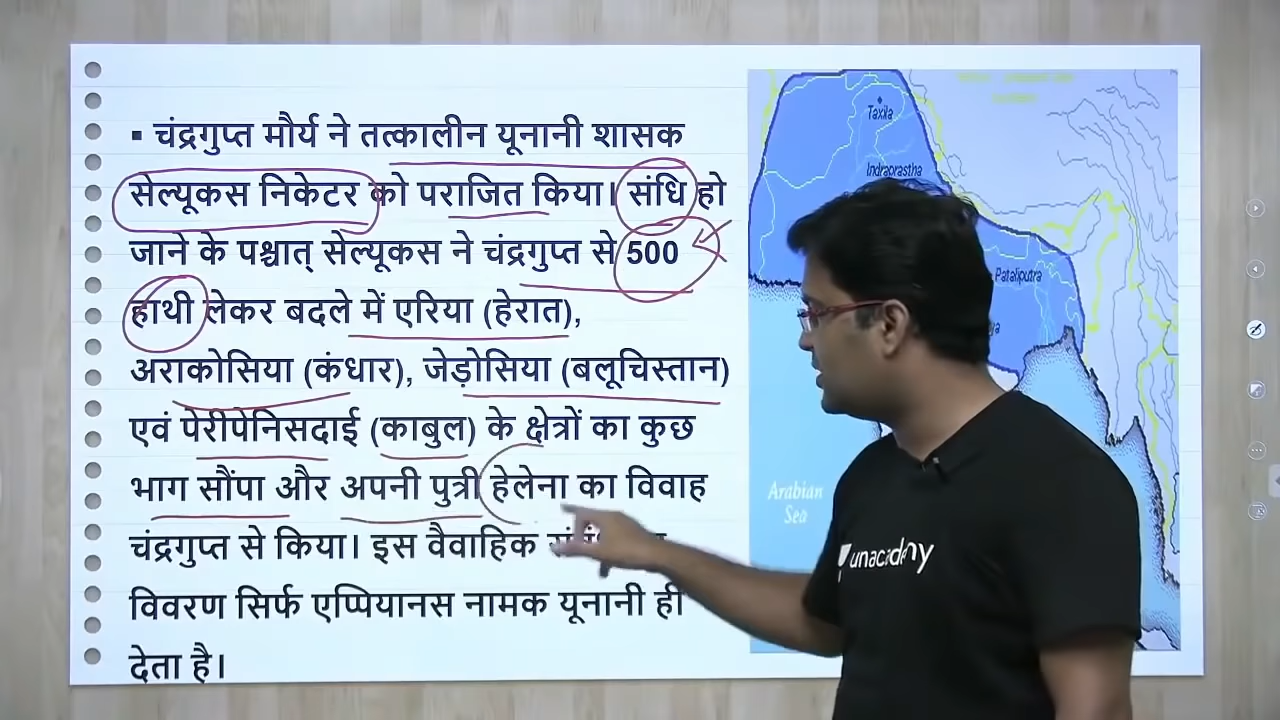 ▪ चंद्रगुप्त मौर्य ने तत्कालीन यूनानी शासक
सेल्यूकस निकेटर को पराजित किया। संधि हो
जाने के पश्चात् सेल्यूकस ने चंद्रगुप्त से 500
हाथी लेकर बदले में एरिया (हेरात),
अराकोसिया (कंधार), जेड़ोसिया (बलूचिस्तान)
एवं पेरीपेनिसदाई (काबुल) के क्षेत्रों का कुछ
भाग सौंपा और अपनी पुत्री हेलेना का विवाह
चंद्रगुप्त से किया। इस वैवाहिक
विवरण सिर्फ एप्पियानस नामक यूनानी ही
देता है।
Taxila
Indraprastha
Pataliputra
Arabian
Sea
unacademy